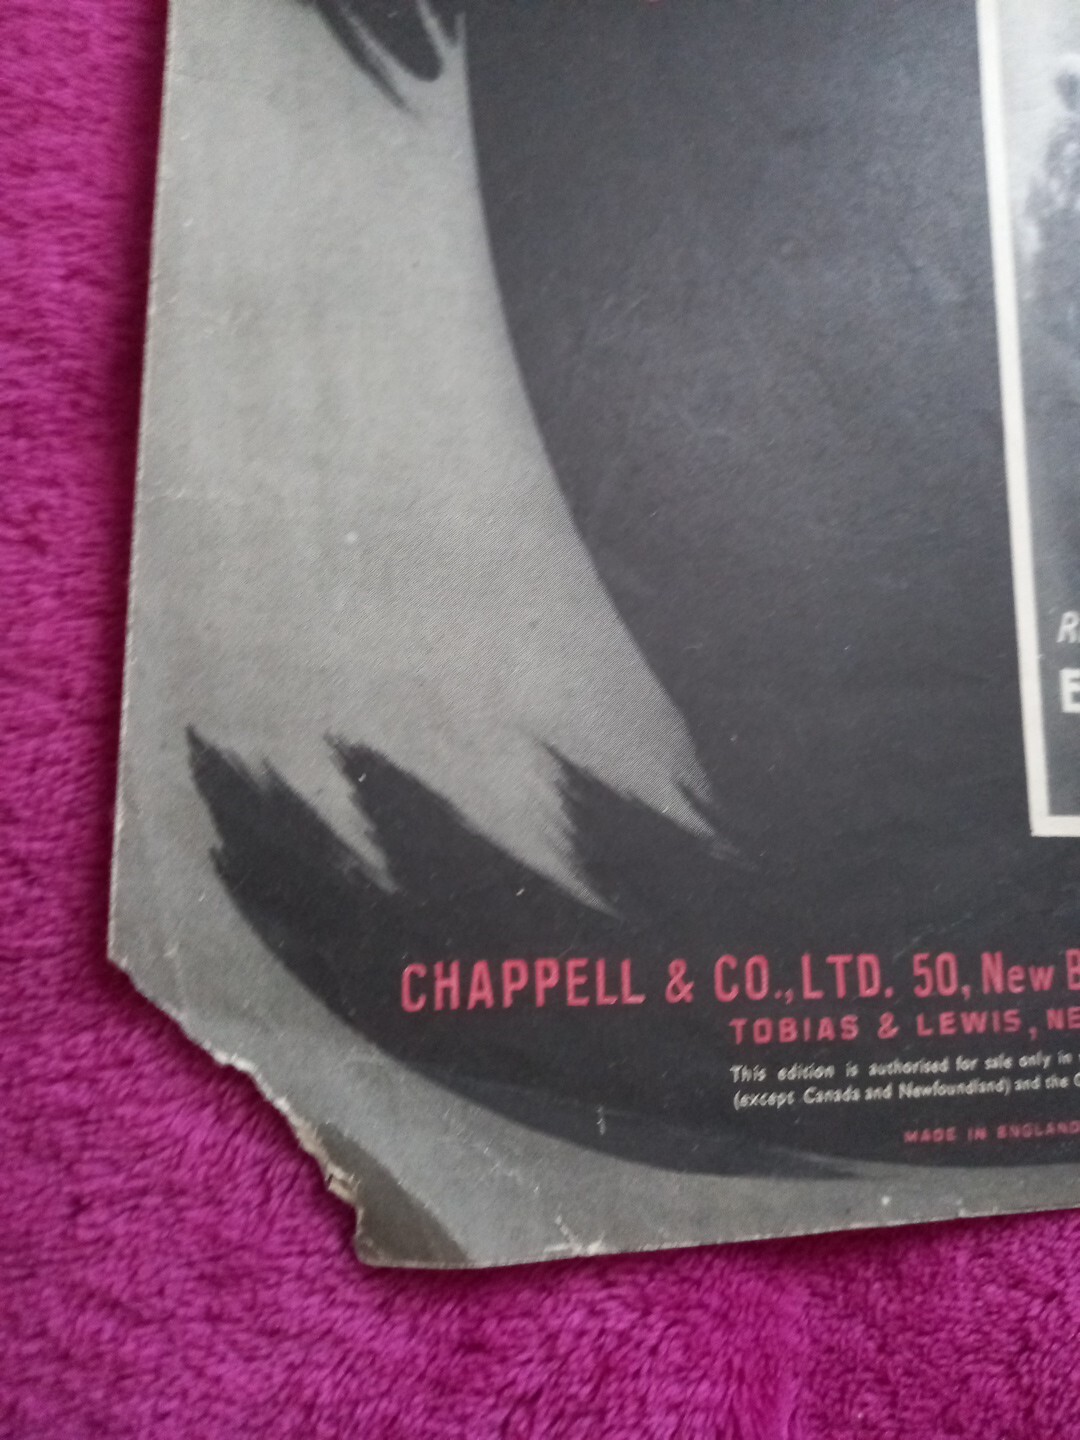 R
E
CHAPPELL & CO., LTD. 50, New B
TOBIAS & LEWIS, NE
This edition is authorised for sale only in
(except Canada and Newfoundland) and the
MADE IN ENGLAND